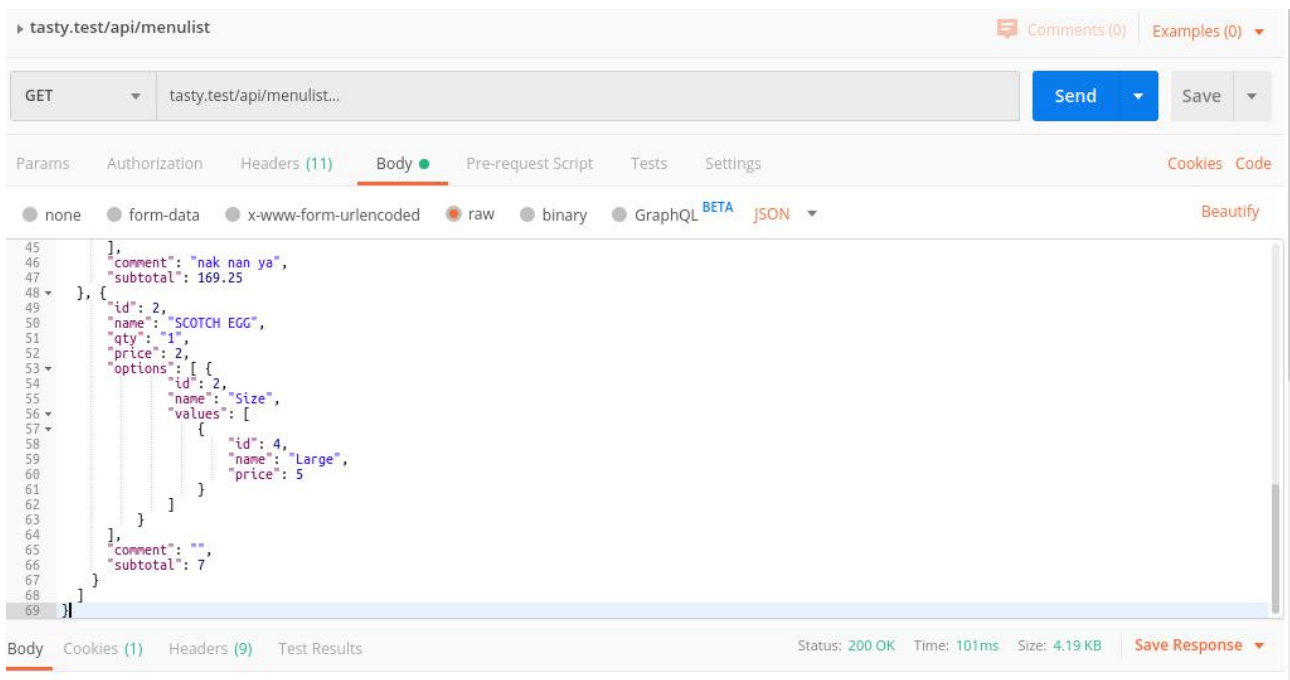 tasty.test/api/menulist
Comments (0) Examples (0)
GET tasty.test/api/menulist... Send Save
Params Authorization Headers (11) Body Pre-request Script Tests Settings Cookies Code
none form-data x-www-form-urlencoded raw binary GraphQL BETA JSON Beautify
45 ],
46 "comment": "nak nan ya",
47 "subtotal": 169.25
48 }, {
49 "id": 2,
50 "name": "SCOTCH EGG",
51 "qty": "1",
52 "price": 2,
53 "options": [ {
54 "id": 2,
55 "name": "Size",
56 "values": [
57 {
58 "id": 4,
59 "name": "Large",
60 "price": 5
61 }
62 ]
63 }
64 ],
65 "comment": "",
66 "subtotal": 7
67 }
68 ]
69 }
Body Cookies (1) Headers (9) Test Results Status: 200 OK Time: 101ms Size: 4.19 KB Save Response